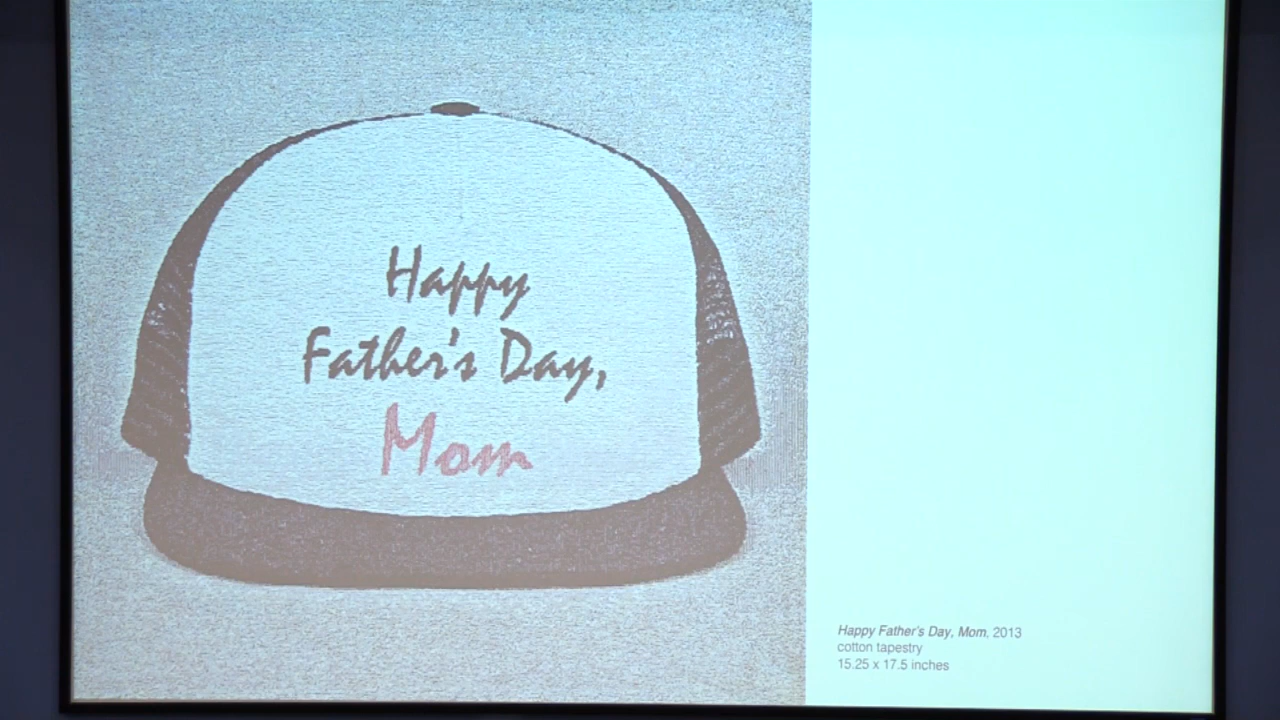 Happy
Father's Day,
Mom
Happy Father's Day, Mom, 2013
cotton tapestry
15.25 x 17.5 inches